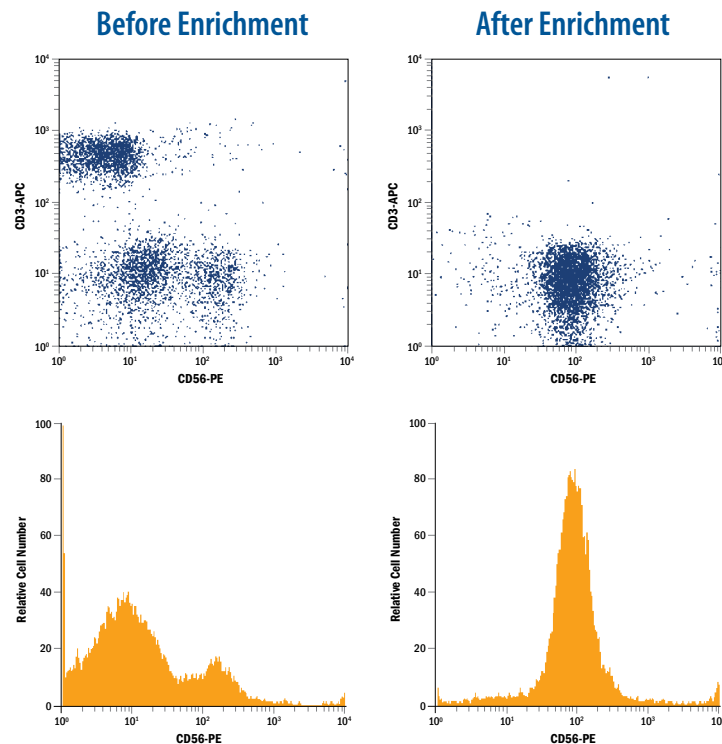 Before Enrichment
After Enrichment
10⁴
10³
10²
10¹
10⁰
CD3-APC
10⁰ 10¹ 10² 10³ 10⁴
CD56-PE
10⁴
10³
10²
10¹
10⁰
CD3-APC
10⁰ 10¹ 10² 10³ 10⁴
CD56-PE
100
80
60
40
20
0
Relative Cell Number
10⁰ 10¹ 10² 10³ 10⁴
CD56-PE
100
80
60
40
20
0
Relative Cell Number
10⁰ 10¹ 10² 10³ 10⁴
CD56-PE